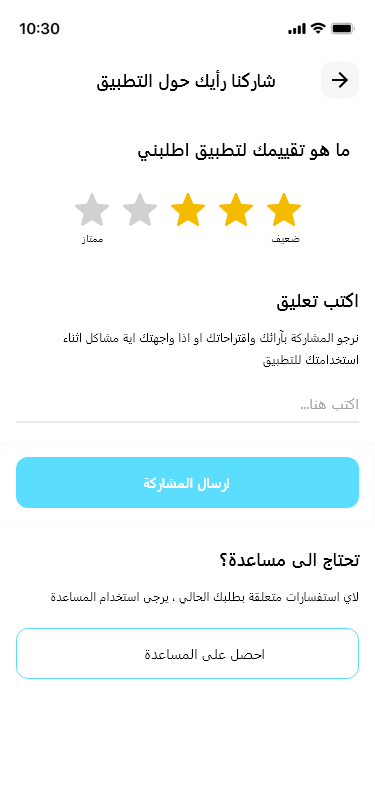 10:30
شاركنا رأيك حول التطبيق
ما هو تقييمك لتطبيق اطلبني
ضعيف
ممتاز
اكتب تعليق
نرجو المشاركة بآرائك واقتراحاتك او اذا واجهتك اية مشاكل اثناء
استخدامتك للتطبيق
اكتب هنا...
ارسال المشاركة
تحتاج الى مساعدة؟
لاي استفسارات متعلقة بطلبك الحالي ، يرجى استخدام المساعدة
احصل على المساعدة